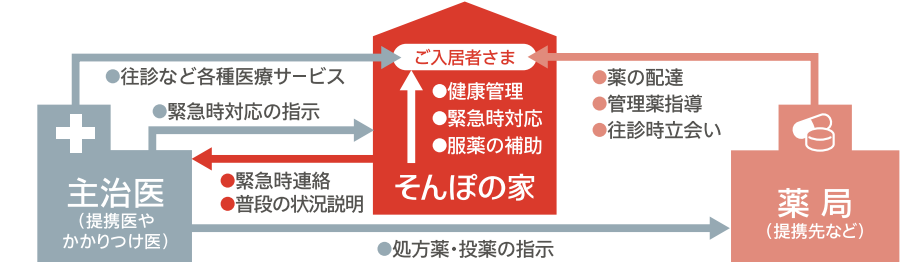 ご入居者さま
●往診など各種医療サービス
●緊急時対応の指示
●健康管理
●緊急時対応
●服薬の補助
そんぽの家
●薬の配達
●管理薬指導
●往診時立会い
●緊急時連絡
●普段の状況説明
主治医
（提携医や
かかりつけ医）
薬局
（提携先など）
●処方薬・投薬の指示